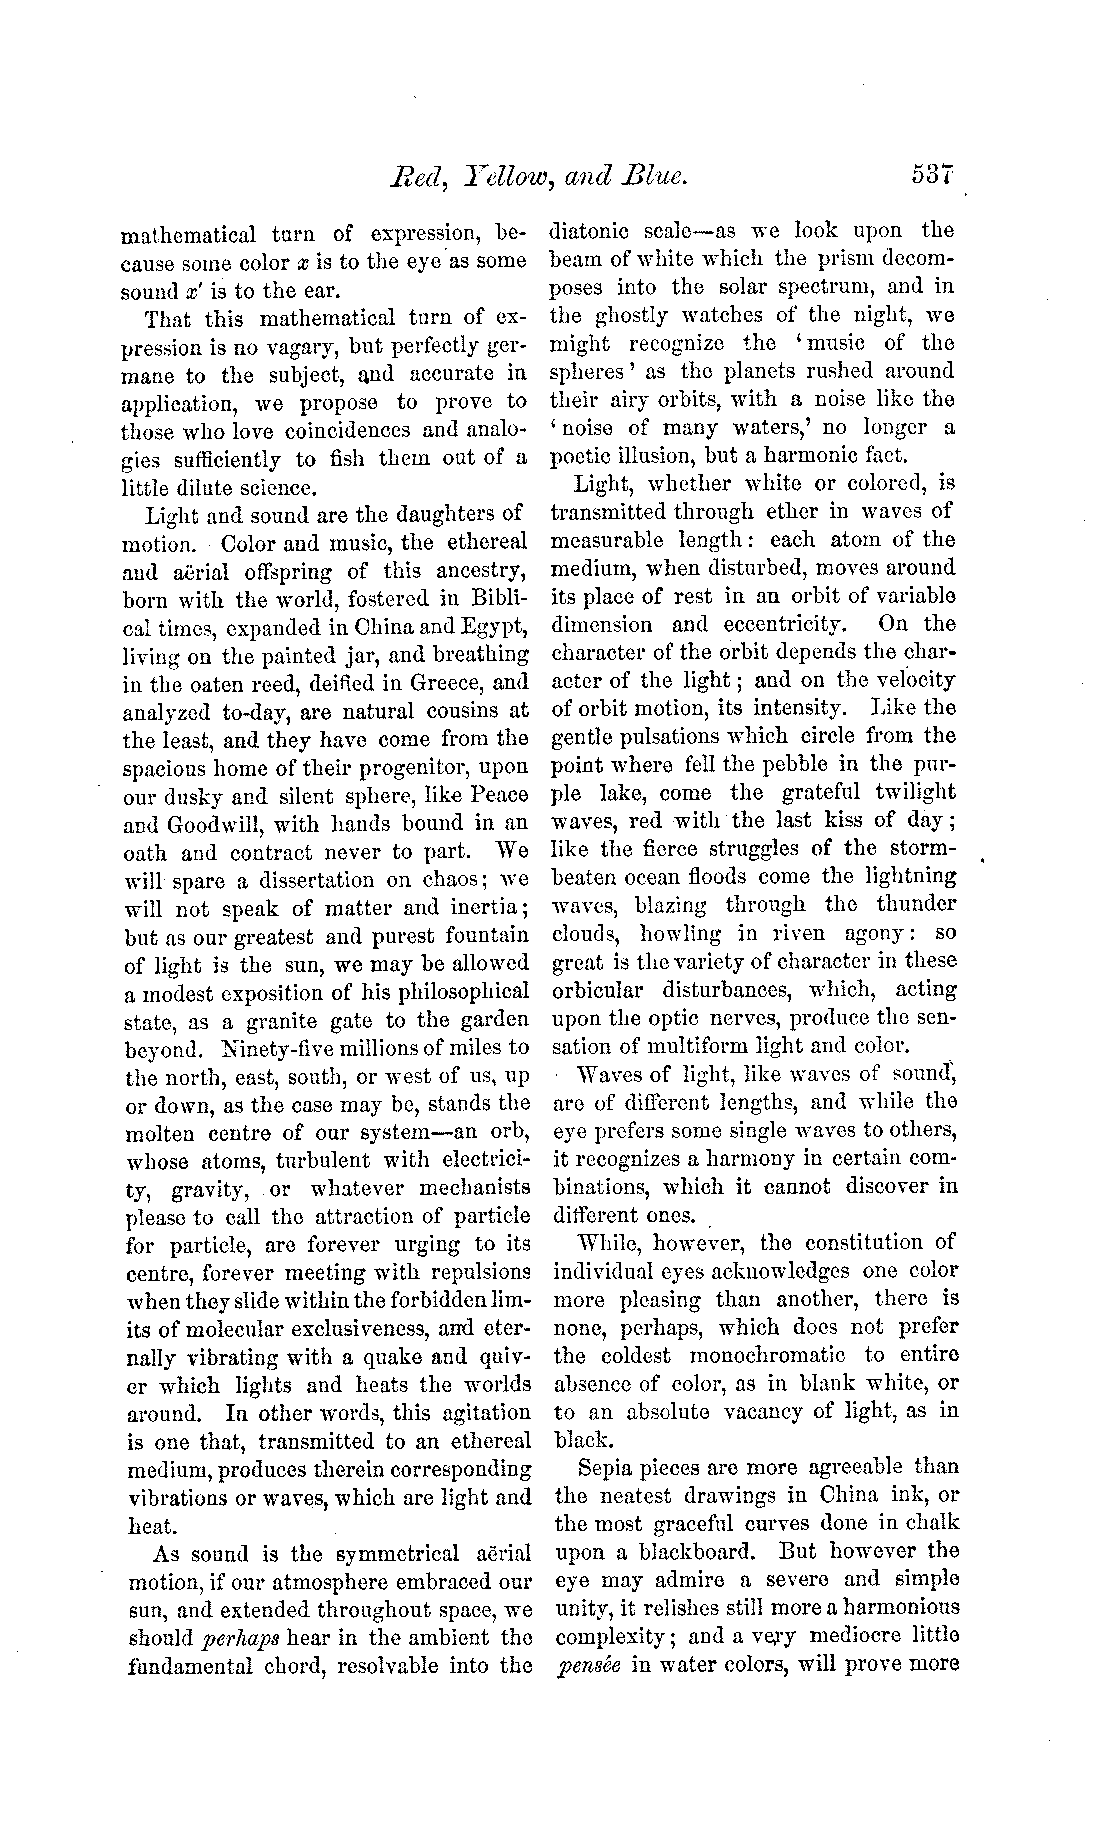 Red, Yellow, and Blue. 537
mathematical turn of expression, be-
cause some color x is to the eye as some
sound x' is to the ear.
That this mathematical turn of ex-
pression is no vagary, but perfectly ger-
mane to the subject, and accurate in
application, we propose to prove to
those who love coincidences and analo-
gies sufficiently to fish them out of a
little dilute science.
Light and sound are the daughters of
motion. Color and music, the ethereal
and aërial offspring of this ancestry,
born with the world, fostered in Bibli-
cal times, expanded in China and Egypt,
living on the painted jar, and breathing
in the oaten reed, deified in Greece, and
analyzed to-day, are natural cousins at
the least, and they have come from the
spacious home of their progenitor, upon
our dusky and silent sphere, like Peace
and Goodwill, with hands bound in an
oath and contract never to part. We
will spare a dissertation on chaos; we
will not speak of matter and inertia;
but as our greatest and purest fountain
of light is the sun, we may be allowed
a modest exposition of his philosophical
state, as a granite gate to the garden
beyond. Ninety-five millions of miles to
the north, east, south, or west of us, up
or down, as the case may be, stands the
molten centre of our system—an orb,
whose atoms, turbulent with electrici-
ty, gravity, or whatever mechanists
please to call the attraction of particle
for particle, are forever urging to its
centre, forever meeting with repulsions
when they slide within the forbidden lim-
its of molecular exclusiveness, and eter-
nally vibrating with a quake and quiv-
er which lights and heats the worlds
around. In other words, this agitation
is one that, transmitted to an ethereal
medium, produces therein corresponding
vibrations or waves, which are light and
heat.
As sound is the symmetrical aërial
motion, if our atmosphere embraced our
sun, and extended throughout space, we
should perhaps hear in the ambient the
fundamental chord, resolvable into the
diatonic scale—as we look upon the
beam of white which the prism decom-
poses into the solar spectrum, and in
the ghostly watches of the night, we
might recognize the 'music of the
spheres' as the planets rushed around
their airy orbits, with a noise like the
'noise of many waters,' no longer a
poetic illusion, but a harmonic fact.
Light, whether white or colored, is
transmitted through ether in waves of
measurable length: each atom of the
medium, when disturbed, moves around
its place of rest in an orbit of variable
dimension and eccentricity. On the
character of the orbit depends the char-
acter of the light; and on the velocity
of orbit motion, its intensity. Like the
gentle pulsations which circle from the
point where fell the pebble in the pur-
ple lake, come the grateful twilight
waves, red with the last kiss of day;
like the fierce struggles of the storm-
beaten ocean floods come the lightning
waves, blazing through the thunder
clouds, howling in riven agony: so
great is the variety of character in these
orbicular disturbances, which, acting
upon the optic nerves, produce the sen-
sation of multiform light and color.
Waves of light, like waves of sound,
are of different lengths, and while the
eye prefers some single waves to others,
it recognizes a harmony in certain com-
binations, which it cannot discover in
different ones.
While, however, the constitution of
individual eyes acknowledges one color
more pleasing than another, there is
none, perhaps, which does not prefer
the coldest monochromatic to entire
absence of color, as in blank white, or
to an absolute vacancy of light, as in
black.
Sepia pieces are more agreeable than
the neatest drawings in China ink, or
the most graceful curves done in chalk
upon a blackboard. But however the
eye may admire a severe and simple
unity, it relishes still more a harmonious
complexity; and a very mediocre little
pensée in water colors, will prove more